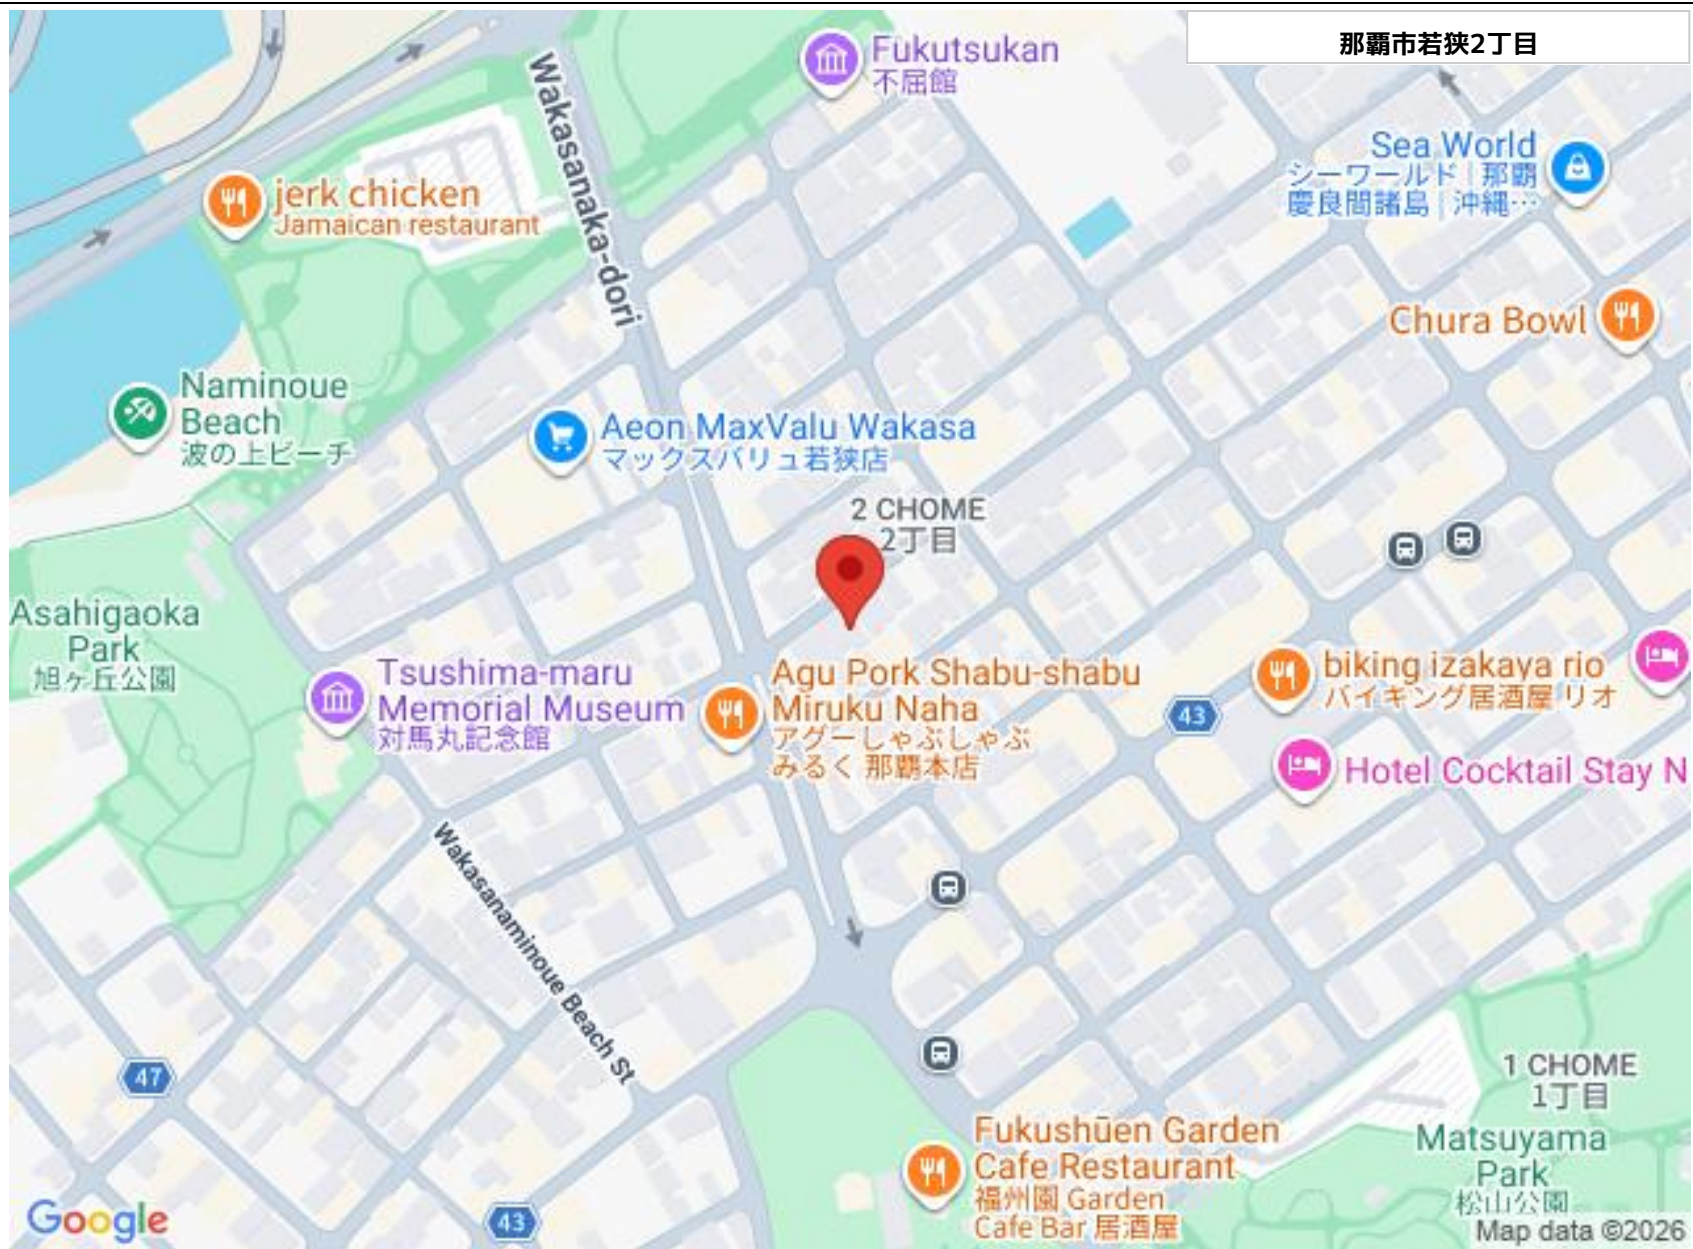 那覇市若狭2丁目
Fukutsukan
不屈館
Wakasanaka-dori
Sea World
シーワールド | 那覇
慶良間諸島 | 沖縄…
jerk chicken
Jamaican restaurant
Chura Bowl
Naminoue
Beach
波の上ビーチ
Aeon MaxValu Wakasa
マックスバリュ若狭店
2 CHOME
2丁目
Asahigaoka
Park
旭ヶ丘公園
Tsushima-maru
Memorial Museum
対馬丸記念館
Agu Pork Shabu-shabu
Miruku Naha
アグーしゃぶしゃぶ
みるく 那覇本店
biking izakaya rio
バイキング居酒屋 リオ
43
Hotel Cocktail Stay N
Wakasanaminoue Beach St
47
1 CHOME
1丁目
Fukushūen Garden
Cafe Restaurant
福州園 Garden
Cafe Bar 居酒屋
Matsuyama
Park
松山公園
43
Google
Map data ©2026